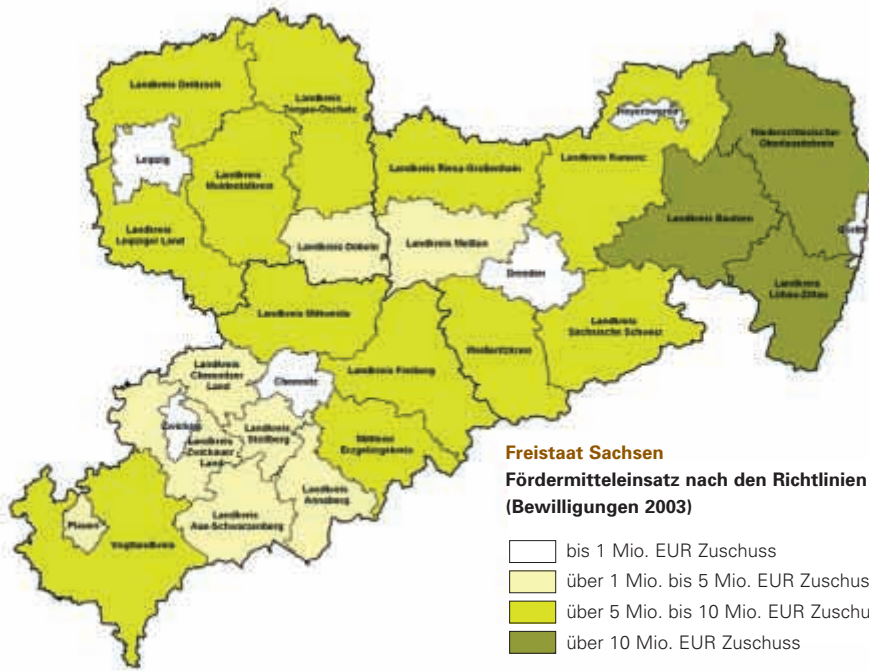 Landkreis Delitzsch
Landkreis
Torgau-Oschatz
Hoyerswerda
Niederschlesischer
Oberlausitzkreis
Leipzig
Landkreis
Muldentalkreis
Landkreis Riesa-Großenhain
Landkreis Kamenz
Landkreis
Leipziger Land
Landkreis Döbeln
Landkreis Meißen
Landkreis Bautzen
Görlitz
Dresden
Landkreis
Löbau-Zittau
Landkreis Mittweida
Landkreis
Sächsische Schweiz
Weißeritzkreis
Landkreis
Chemnitzer
Land
Chemnitz
Landkreis Freiberg
Zwickau
Landkreis
Stollberg
Landkreis
Zwickauer
Land
Mittlerer
Erzgebirgskreis
Landkreis
Annaberg
Landkreis
Aue-Schwarzenberg
Plauen
Vogtlandkreis
Freistaat Sachsen
Fördermitteleinsatz nach den Richtlinien
(Bewilligungen 2003)
bis 1 Mio. EUR Zuschuss
über 1 Mio. bis 5 Mio. EUR Zuschus
über 5 Mio. bis 10 Mio. EUR Zuschu
über 10 Mio. EUR Zuschuss